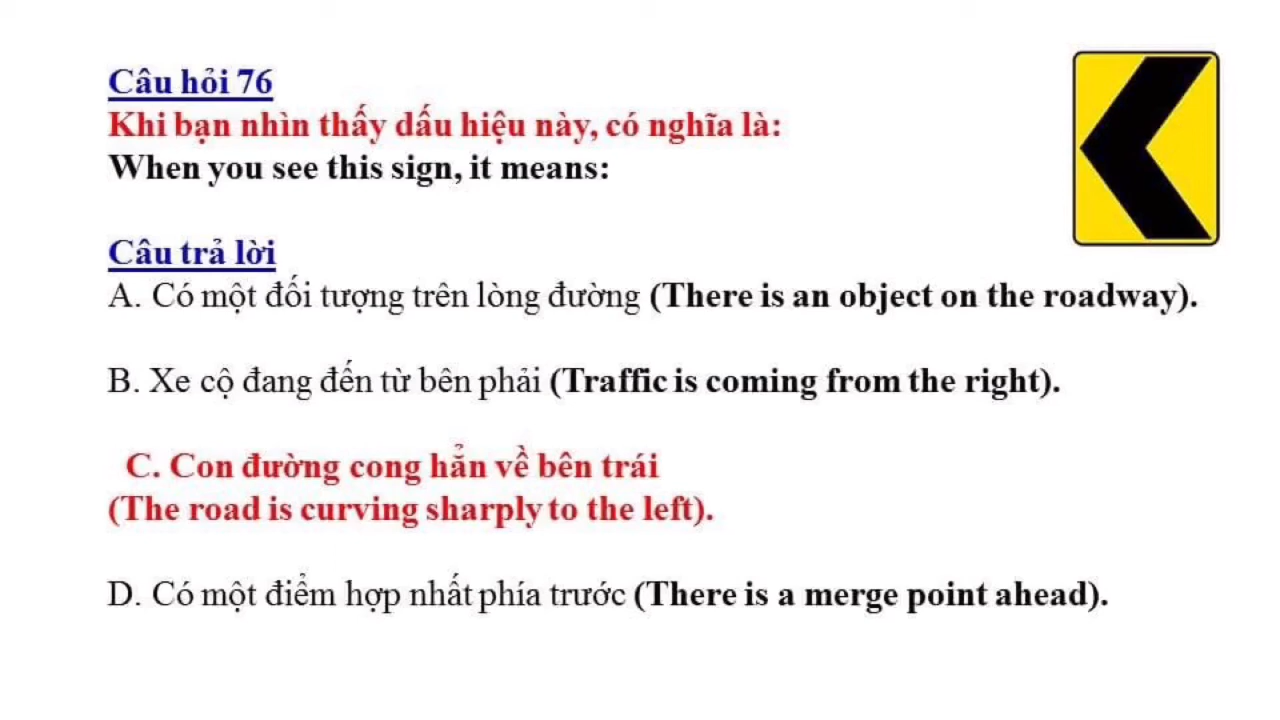 Câu hỏi 76
Khi bạn nhìn thấy dấu hiệu này, có nghĩa là:
When you see this sign, it means:
Câu trả lời
A. Có một đối tượng trên lòng đường (There is an object on the roadway).
B. Xe cộ đang đến từ bên phải (Traffic is coming from the right).
C. Con đường cong hẳn về bên trái
(The road is curving sharply to the left).
D. Có một điểm hợp nhất phía trước (There is a merge point ahead).